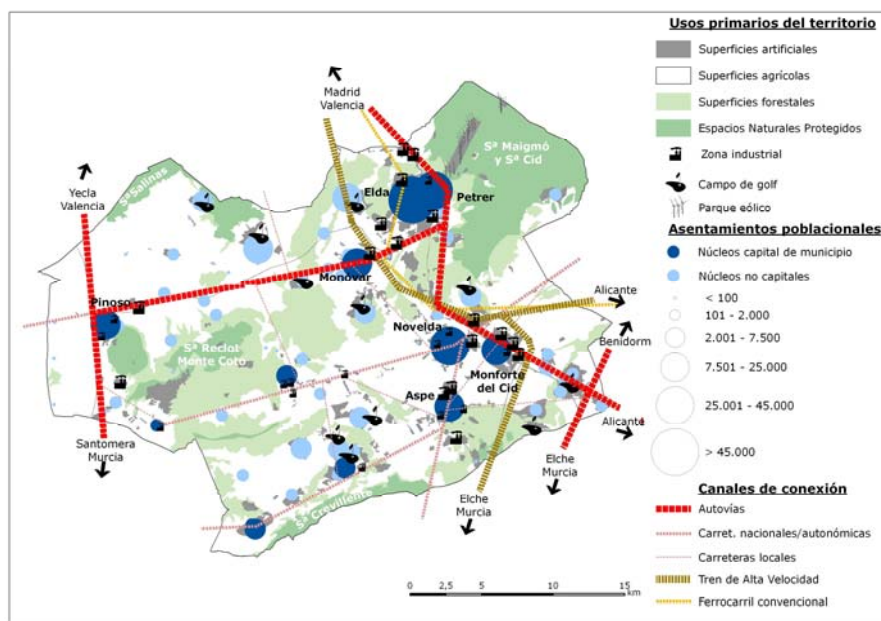 Madrid
Valencia
Sª Maigmó
y Sª Cid
Sª Salinas
Yecla
Valencia
Elda
Petrer
Monóvar
Pinoso
Alicante
Benidorm
Novelda
Sª Reclot
Monte Coto
Monforte
del Cid
Aspe
Alicante
Santomera
Murcia
Elche
Murcia
Elche
Murcia
Sª Crevillente
0 2,5 5 10 15
km
Usos primarios del territorio
Superficies artificiales
Superficies agrícolas
Superficies forestales
Espacios Naturales Protegidos
Zona industrial
Campo de golf
Parque eólico
Asentamientos poblacionales
Núcleos capital de municipio
Núcleos no capitales
< 100
101 - 2.000
2.001 - 7.500
7.501 - 25.000
25.001 - 45.000
> 45.000
Canales de conexión
Autovías
Carret. nacionales/autonómicas
Carreteras locales
Tren de Alta Velocidad
Ferrocarril convencional